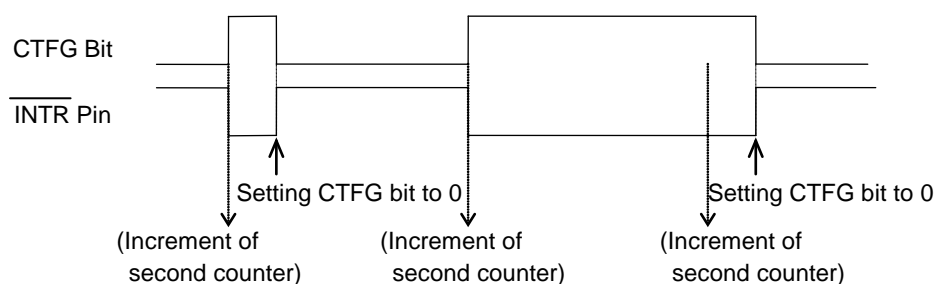 CTFG Bit
INTR Pin
Setting CTFG bit to 0
Setting CTFG bit to 0
(Increment of
second counter)
(Increment of
second counter)
(Increment of
second counter)